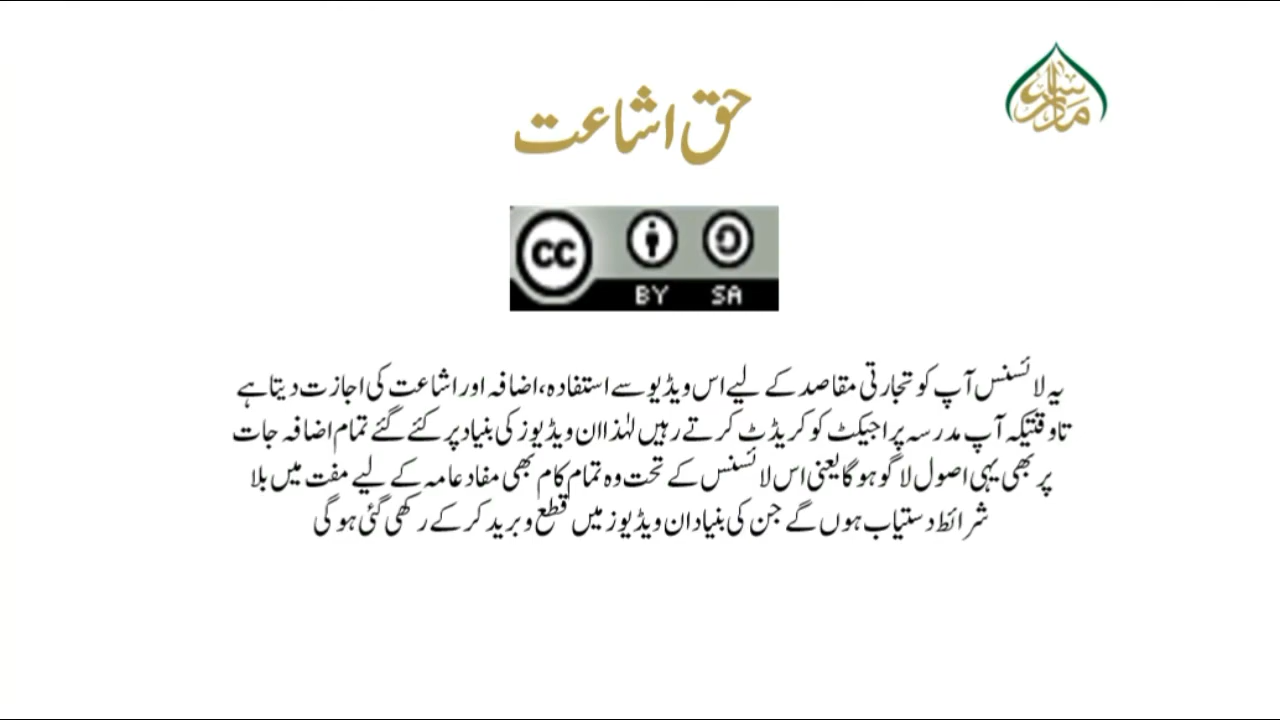 مدرسہ
حق اشاعت
CC BY SA
یہ لائسنس آپ کو تجارتی مقاصد کے لیے اس ویڈیو سے استفادہ، اضافہ اور اشاعت کی اجازت دیتا ہے
تاوقتیکہ آپ مدرسہ پراجیکٹ کو کریڈٹ کرتے رہیں لہٰذا ان ویڈیوز کی بنیاد پر کئے گئے تمام اضافہ جات
پر بھی یہی اصول لاگو ہوگا یعنی اس لائسنس کے تحت وہ تمام کام بھی مفاد عامہ کے لیے مفت میں بلا
شرائط دستیاب ہوں گے جن کی بنیاد ان ویڈیوز میں قطع و برید کر کے رکھی گئی ہوگی